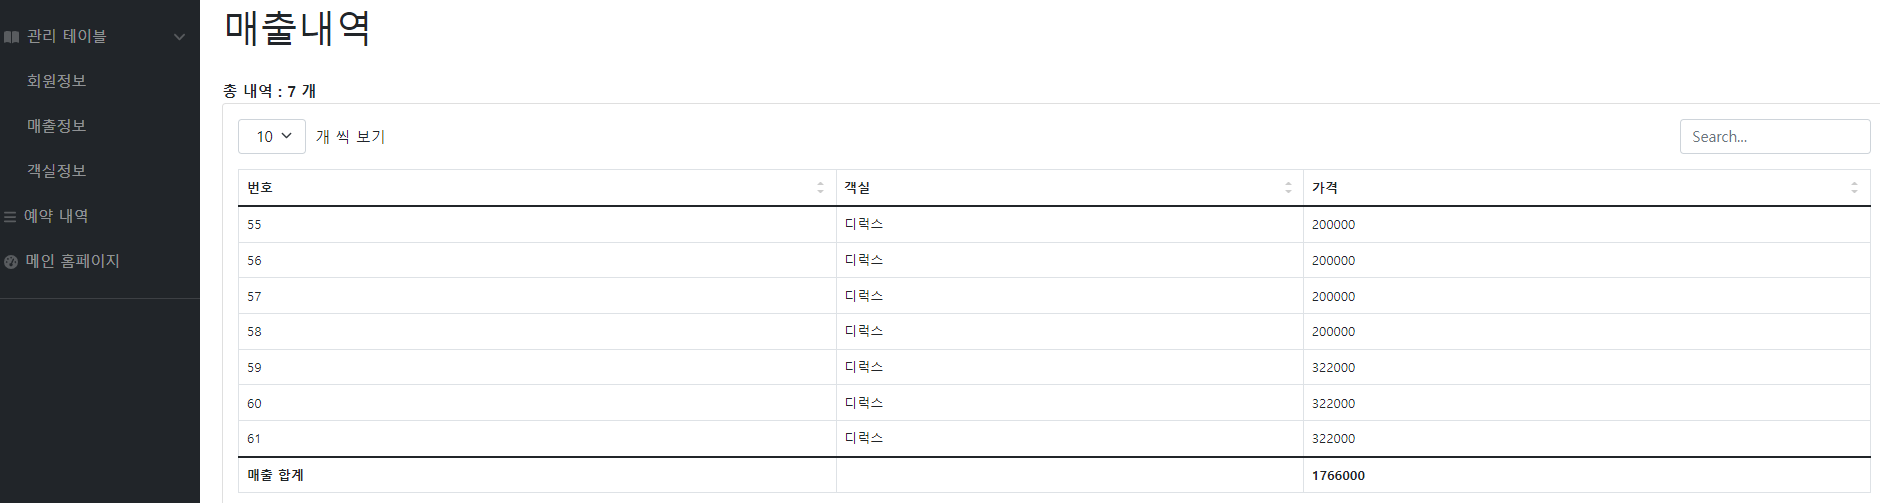 관리 테이블
회원정보
매출정보
객실정보
예약 내역
메인 홈페이지
매출내역
총 내역 : 7 개
10 개 씩 보기
Search...
번호 객실 가격
55 디럭스 200000
56 디럭스 200000
57 디럭스 200000
58 디럭스 200000
59 디럭스 322000
60 디럭스 322000
61 디럭스 322000
매출 합계 1766000